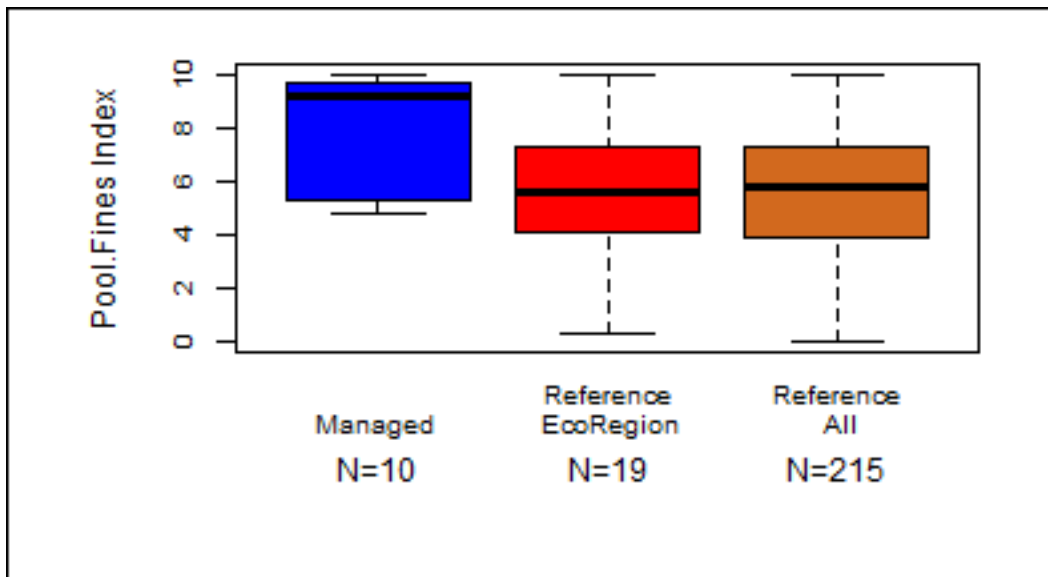 Pool.Fines Index
10
8
6
4
2
0
Managed
Reference
EcoRegion
Reference
All
N=10
N=19
N=215